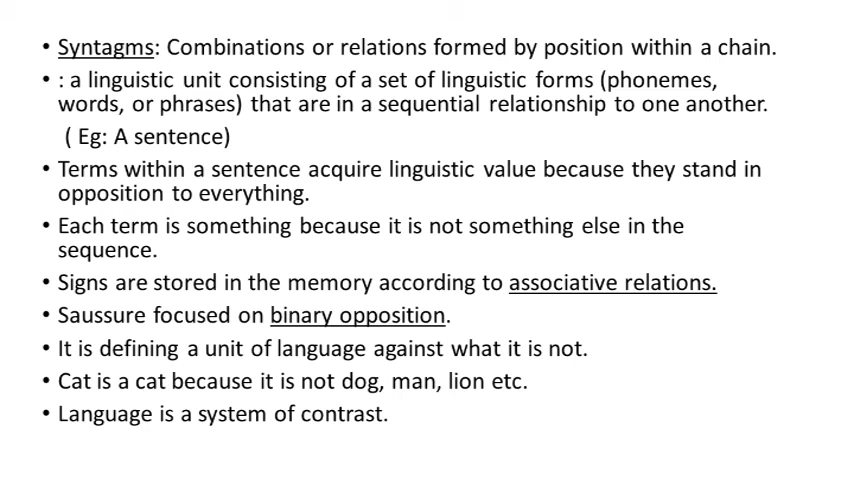 • Syntagms: Combinations or relations formed by position within a chain.
• : a linguistic unit consisting of a set of linguistic forms (phonemes,
words, or phrases) that are in a sequential relationship to one another.
( Eg: A sentence)
• Terms within a sentence acquire linguistic value because they stand in
opposition to everything.
• Each term is something because it is not something else in the
sequence.
• Signs are stored in the memory according to associative relations.
• Saussure focused on binary opposition.
• It is defining a unit of language against what it is not.
• Cat is a cat because it is not dog, man, lion etc.
• Language is a system of contrast.